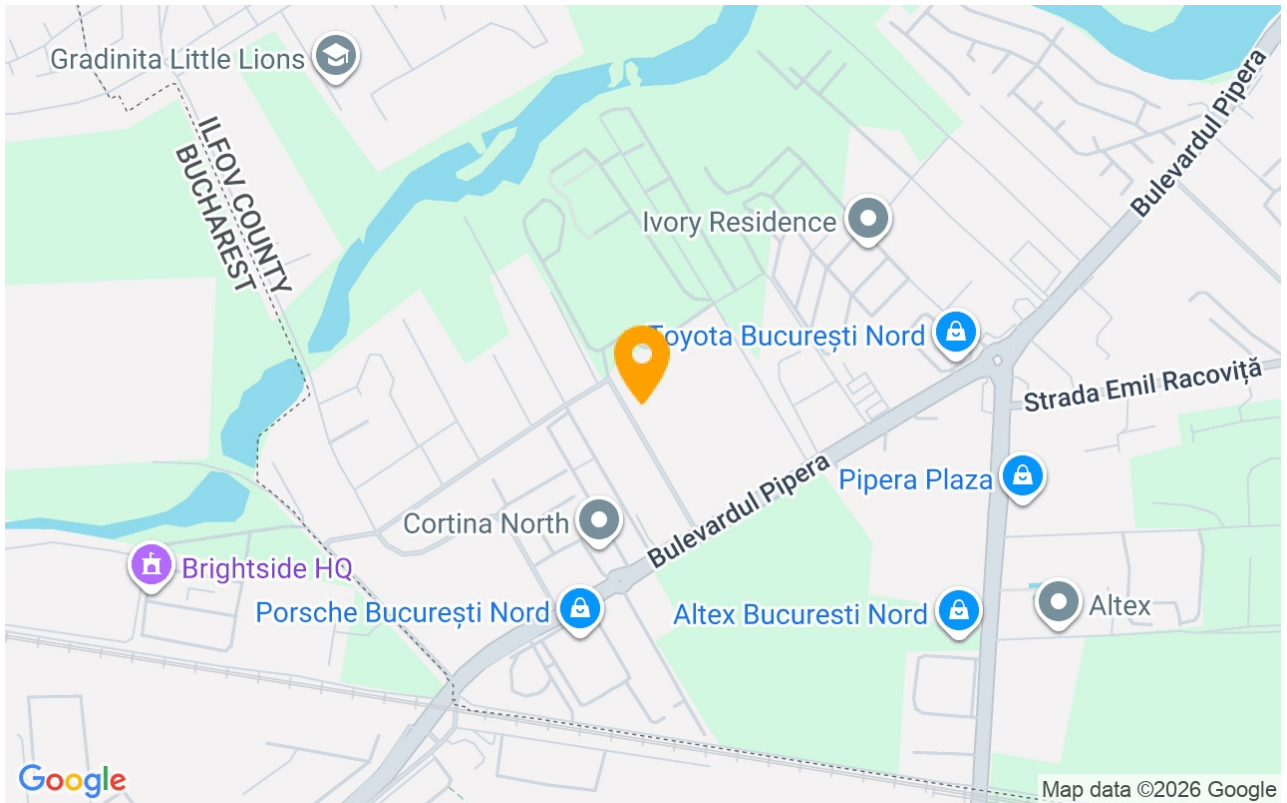 Gradinita Little Lions
ILFOV COUNTY
BUCHAREST
Bulevardul Pipera
Ivory Residence
Toyota București Nord
Strada Emil Racoviță
Bulevardul Pipera
Pipera Plaza
Cortina North
Brightside HQ
Porsche București Nord
Altex Bucuresti Nord
Altex
Google
Map data ©2026 Google